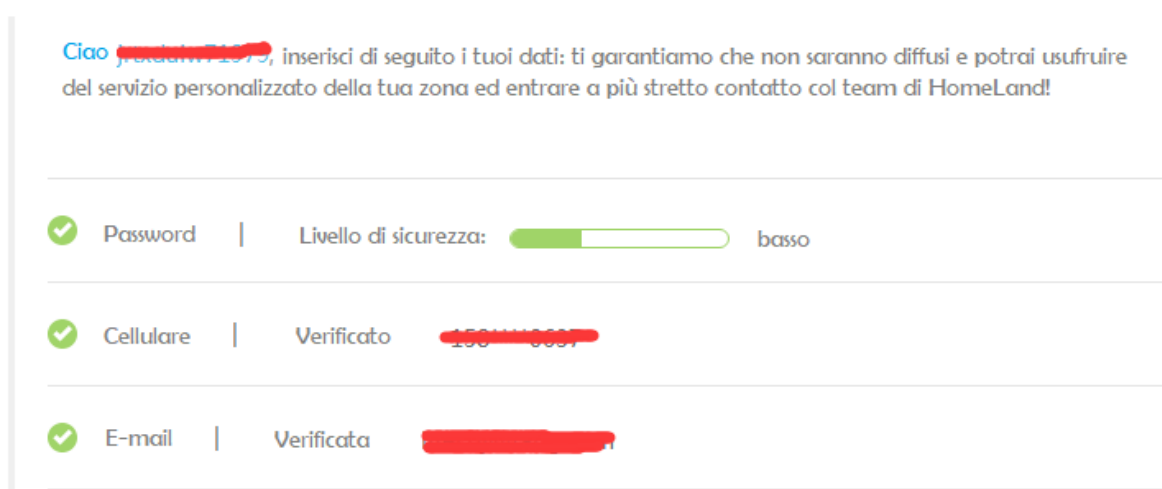 Ciao , inserisci di seguito i tuoi dati: ti garantiamo che non saranno diffusi e potrai usufruire
del servizio personalizzato della tua zona ed entrare a più stretto contatto col team di HomeLand!
Password | Livello di sicurezza: basso
Cellulare | Verificato
E-mail | Verificata